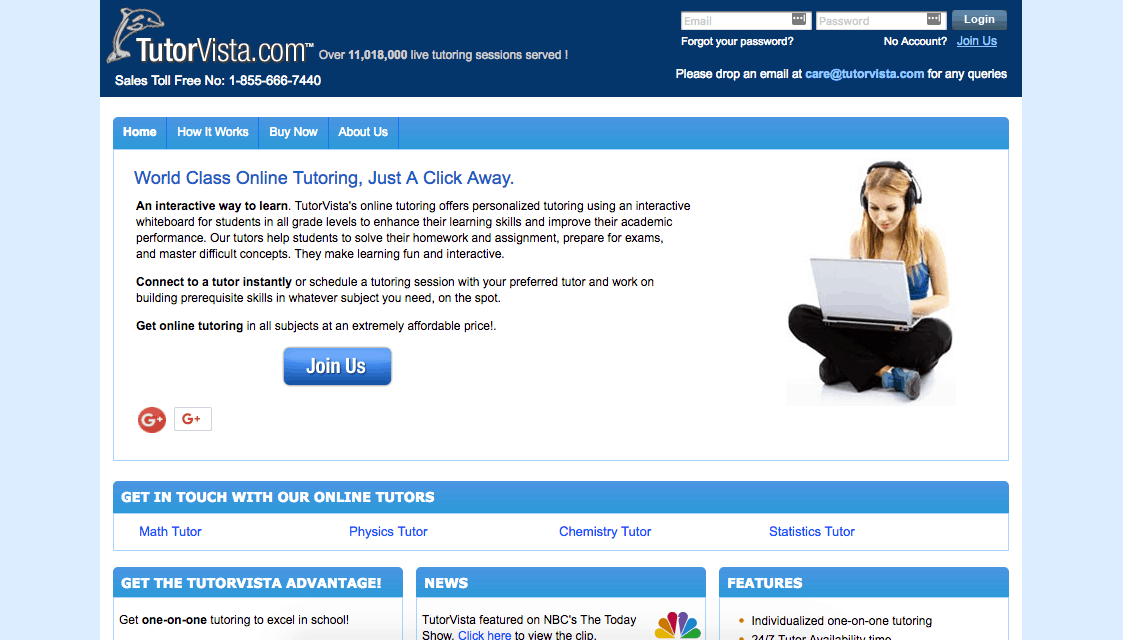 Email
Password
Login
Forgot your password?
No Account? Join Us
TutorVista.com™ Over 11,018,000 live tutoring sessions served !
Sales Toll Free No: 1-855-666-7440
Please drop an email at care@tutorvista.com for any queries
Home How It Works Buy Now About Us
World Class Online Tutoring, Just A Click Away.
An interactive way to learn. TutorVista's online tutoring offers personalized tutoring using an interactive
whiteboard for students in all grade levels to enhance their learning skills and improve their academic
performance. Our tutors help students to solve their homework and assignment, prepare for exams,
and master difficult concepts. They make learning fun and interactive.
Connect to a tutor instantly or schedule a tutoring session with your preferred tutor and work on
building prerequisite skills in whatever subject you need, on the spot.
Get online tutoring in all subjects at an extremely affordable price!.
Join Us
G+ G+
GET IN TOUCH WITH OUR ONLINE TUTORS
Math Tutor Physics Tutor Chemistry Tutor Statistics Tutor
GET THE TUTORVISTA ADVANTAGE!
Get one-on-one tutoring to excel in school!
NEWS
TutorVista featured on NBC's The Today
Show. Click here to view the clip.
FEATURES
Individualized one-on-one tutoring
24/7 Tutor Availability time